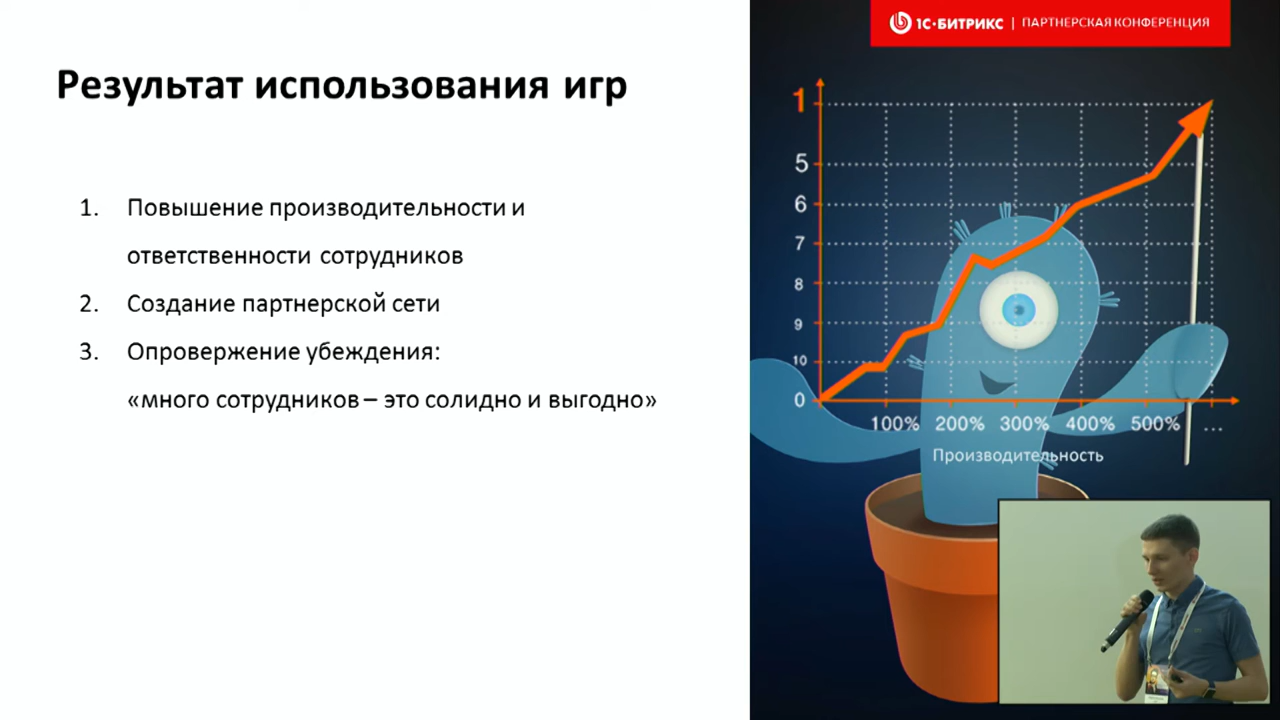 1С-БИТРИКС | ПАРТНЕРСКАЯ КОНФЕРЕНЦИЯ
Результат использования игр
1. Повышение производительности и
ответственности сотрудников
2. Создание партнерской сети
3. Опровержение убеждения:
«много сотрудников – это солидно и выгодно»
1
5
6
7
8
9
10
0
100% 200% 300% 400% 500% ...
Производительность